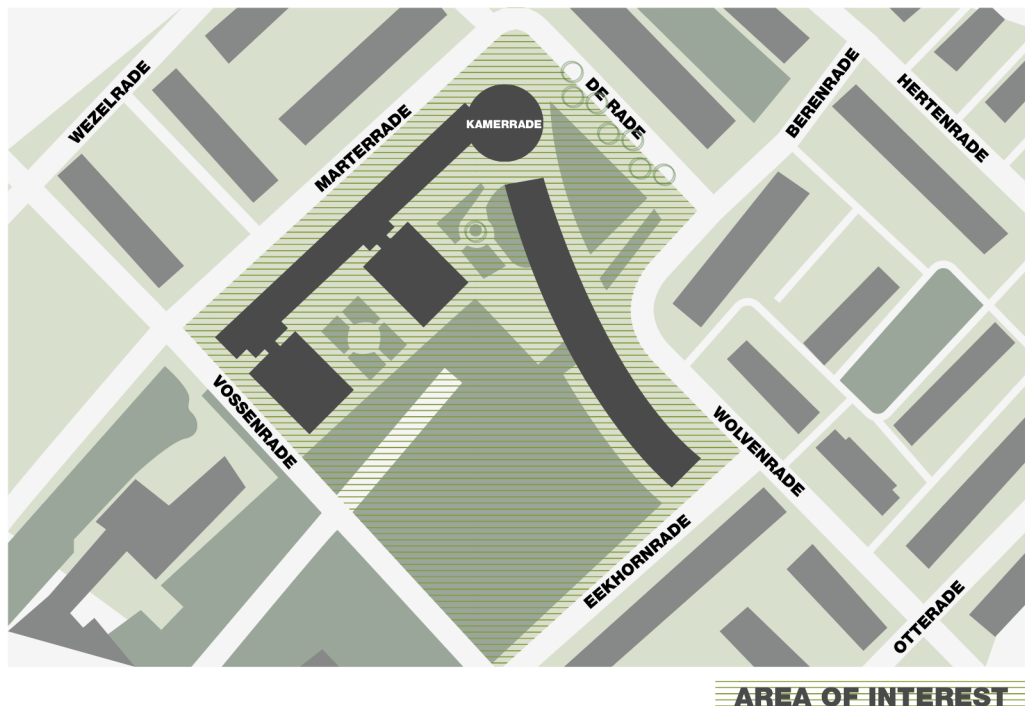 WEZELRADE
MARTERRADE
KAMERRADE
DE RADE
BERENRADE
HERTENRADE
VOSSENRADE
WOLVENRADE
EEKHORNRADE
OTTERADE
AREA OF INTEREST